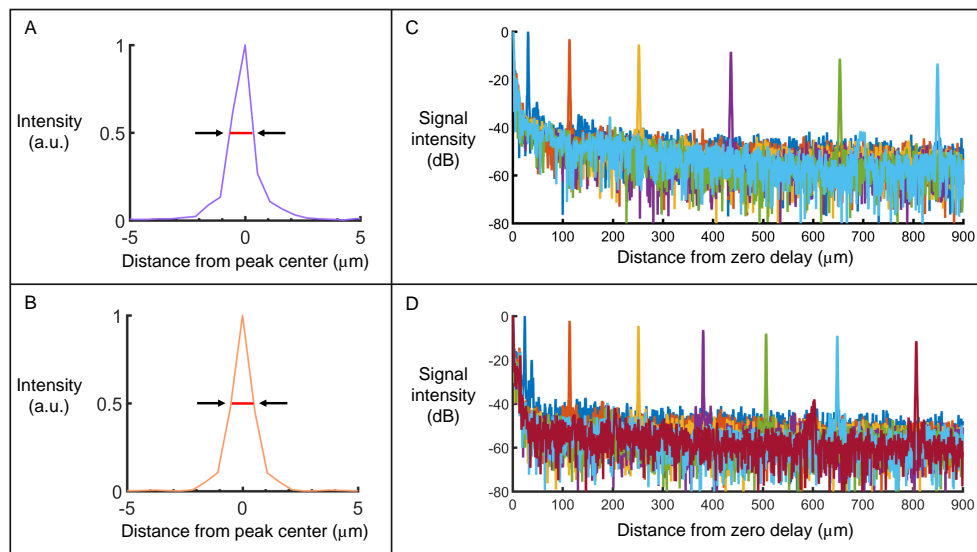 A
Intensity
(a.u.)
1
0.5
0
-5
0
5
Distance from peak center (μm)
C
Signal
intensity
(dB)
0
-20
-40
-60
-80
0 100 200 300 400 500 600 700 800 900
Distance from zero delay (μm)
B
Intensity
(a.u.)
1
0.5
0
-5
0
5
Distance from peak center (μm)
D
Signal
intensity
(dB)
0
-20
-40
-60
-80
0 100 200 300 400 500 600 700 800 900
Distance from zero delay (μm)